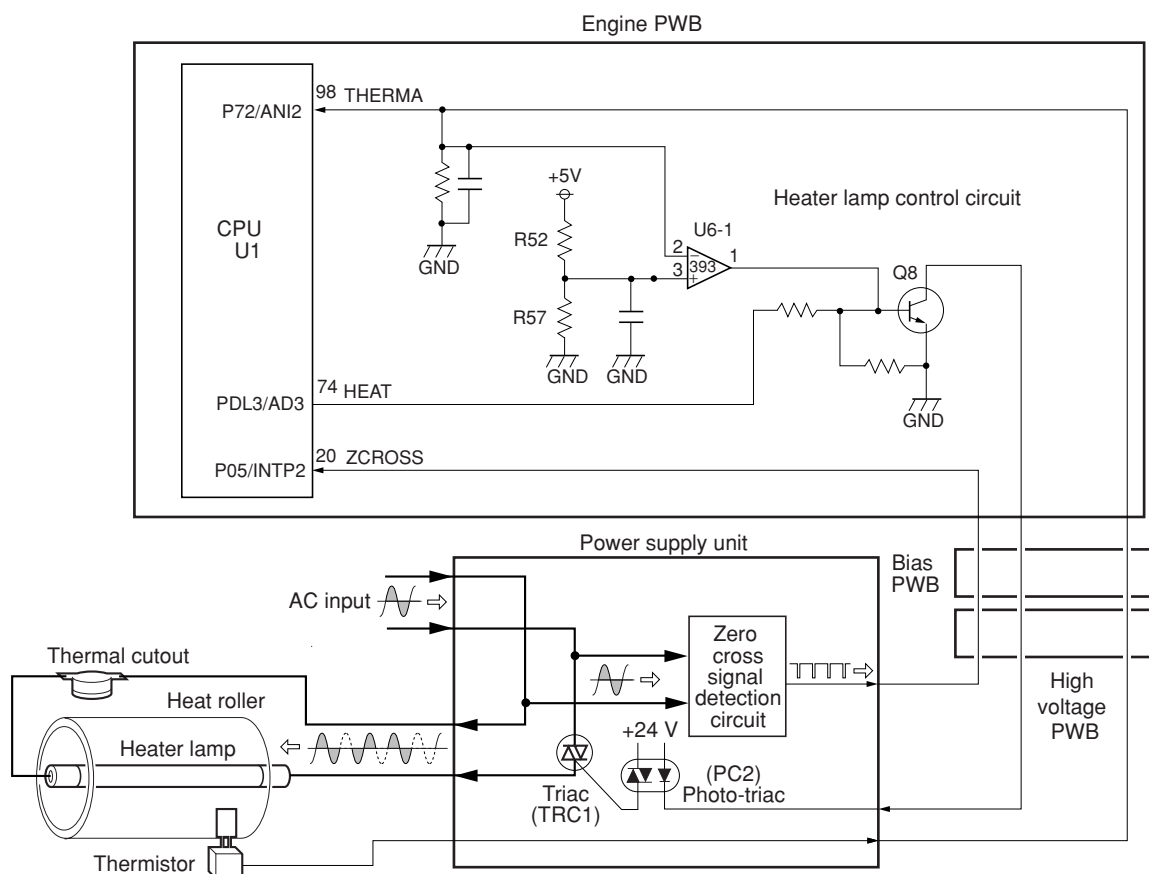 Engine PWB
98 THERMA
P72/ANI2
+5V
Heater lamp control circuit
CPU
U1
U6-1
R52
2
393
1
GND
3
Q8
R57
GND
GND
74 HEAT
PDL3/AD3
GND
20 ZCROSS
P05/INTP2
Power supply unit
Bias
PWB
AC input
Zero
cross
signal
detection
circuit
Thermal cutout
Heat roller
High
voltage
PWB
Heater lamp
+24 V
(PC2)
Photo-triac
Triac
(TRC1)
Thermistor